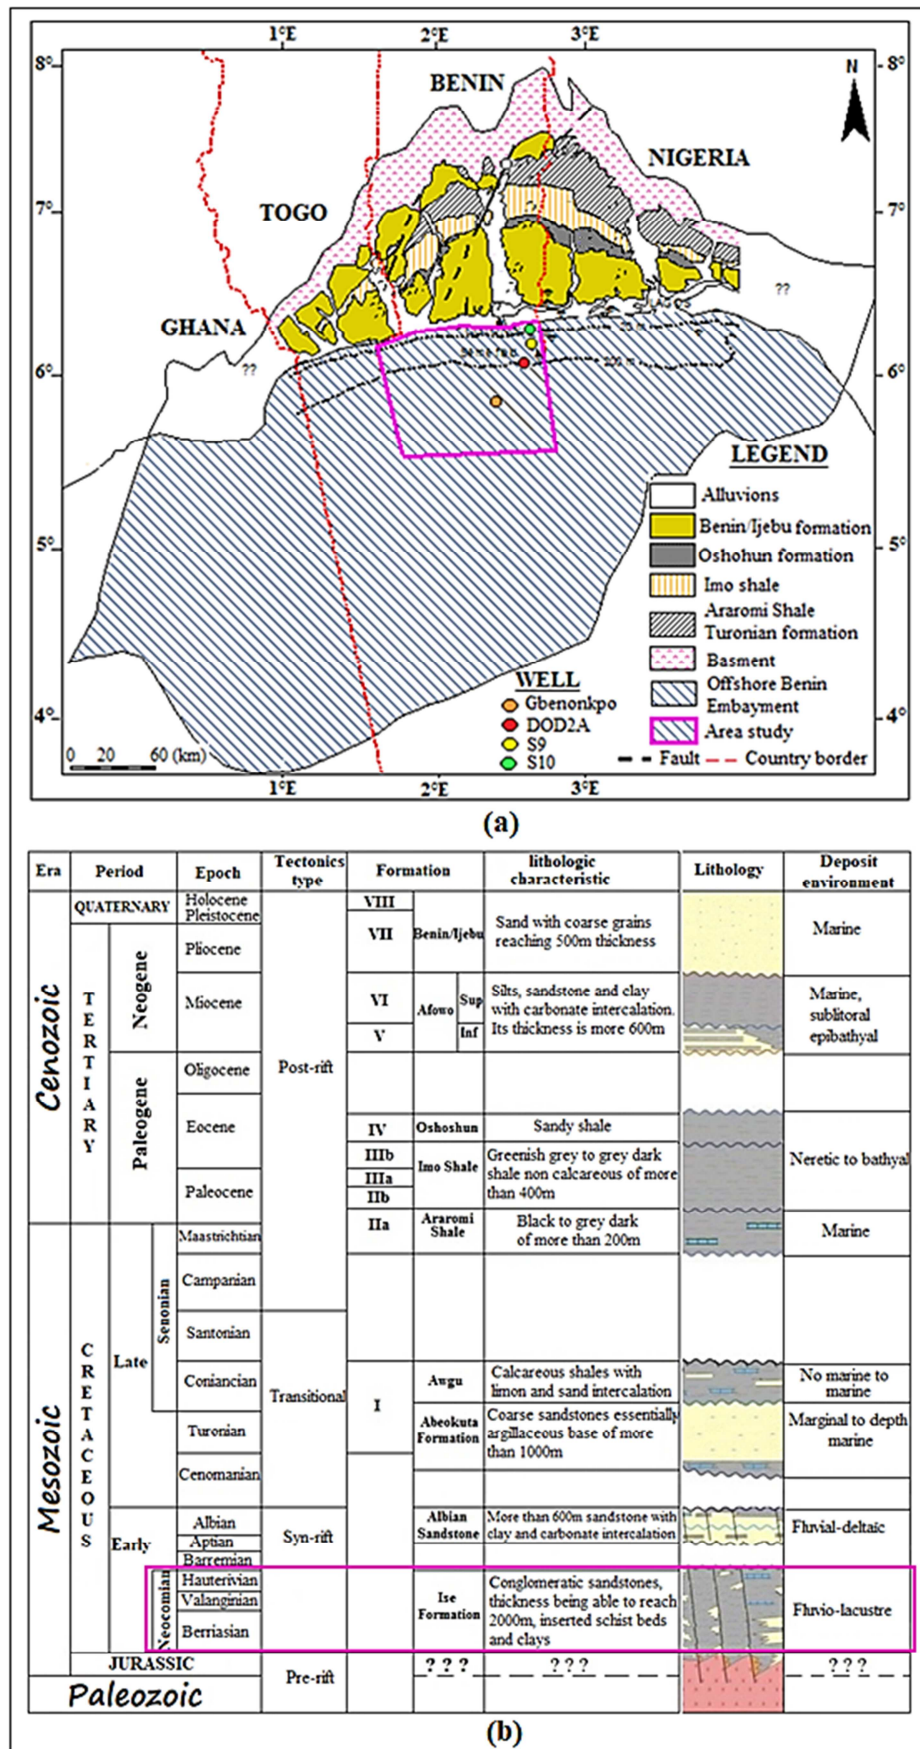 1°E 2°E 3°E
8° 8°
BENIN
N
NIGERIA
7° 7°
TOGO
??
LAGOS
GHANA
20 m
??
6° 200 m 6°
LEGEND
Alluvions
Benin/Ijebu formation
5° 5°
Oshohun formation
Imo shale
Araromi Shale
Turonian formation
Basment
WELL
Offshore Benin
Embayment
Gbenonkpo
4° DOD2A 4°
Area study
S9
0 20 60 (km)
S10
Fault Country border
1°E 2°E 3°E
(a)
Era Period Epoch Tectonics type Formation lithologic characteristic Lithology Deposit environment
Cenozoic
QUATERNARY
TERTIARY
Neogene
Paleogene
Holocene
Pleistocene
Pliocene
Miocene
Oligocene
Eocene
Paleocene
Post-rift
VIII
VII
Benin/Ijebu
Sand with coarse grains
reaching 500m thickness
Marine
VI
V
Afowo
Sup
Inf
Silts, sandstone and clay
with carbonate intercalation.
Its thickness is more 600m
Marine,
sublitoral
epibathyal
IV
Oshoshun
Sandy shale
IIIb
IIIa
IIb
Imo Shale
Greenish grey to grey dark
shale non calcareous of more
than 400m
Neretic to bathyal
IIa
Araromi
Shale
Black to grey dark
of more than 200m
Marine
Mesozoic
CRETACEOUS
Late
Senonian
Maastrichtian
Campanian
Santonian
Coniancian
Turonian
Cenomanian
Transitional
I
Augu
Calcareous shales with
limon and sand intercalation
No marine to
marine
Abeokuta
Formation
Coarse sandstones essentially
argillaceous base of more
than 1000m
Marginal to depth
marine
Early
Albian
Aptian
Barremian
Syn-rift
Albian
Sandstone
More than 600m sandstone with
clay and carbonate intercalation
Fluvial-deltaic
Neocomian
Hauterivian
Valanginian
Berriasian
Ise
Formation
Conglomeratic sandstones,
thickness being able to reach
2000m, inserted schist beds
and clays
Fluvio-lacustre
JURASSIC
Pre-rift
? ? ?
? ? ?
? ? ?
Paleozoic
(b)